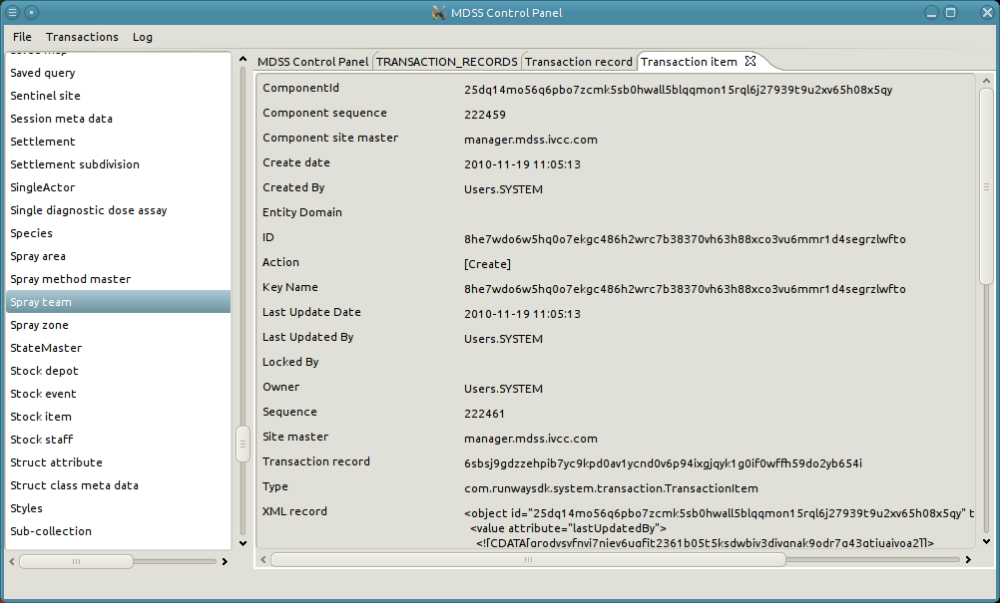 MDSS Control Panel
File Transactions Log
Saved query
Sentinel site
Session meta data
Settlement
Settlement subdivision
SingleActor
Single diagnostic dose assay
Species
Spray area
Spray method master
Spray team
Spray zone
StateMaster
Stock depot
Stock event
Stock item
Stock staff
Struct attribute
Struct class meta data
Styles
Sub-collection
MDSS Control Panel TRANSACTION_RECORDS Transaction record Transaction item
ComponentId 25dq14mo56q6pbo7zcmk5sb0hwall5blqqmon15rql6j27939t9u2xv65h08x5qy
Component sequence 222459
Component site master manager.mdss.ivcc.com
Create date 2010-11-19 11:05:13
Created By Users.SYSTEM
Entity Domain
ID 8he7wdo6w5hq0o7ekgc486h2wrc7b38370vh63h88xco3vu6mmr1d4segrzlwfto
Action [Create]
Key Name 8he7wdo6w5hq0o7ekgc486h2wrc7b38370vh63h88xco3vu6mmr1d4segrzlwfto
Last Update Date 2010-11-19 11:05:13
Last Updated By Users.SYSTEM
Locked By
Owner Users.SYSTEM
Sequence 222461
Site master manager.mdss.ivcc.com
Transaction record 6sbsj9gdzzehpib7yc9kpd0av1ycnd0v6p94ixgjqyk1g0if0wffh59do2yb654i
Type com.runwaysdk.system.transaction.TransactionItem
XML record <object id="25dq14mo56q6pbo7zcmk5sb0hwall5blqqmon15rql6j27939t9u2xv65h08x5qy" t
<value attribute="lastUpdatedBy">